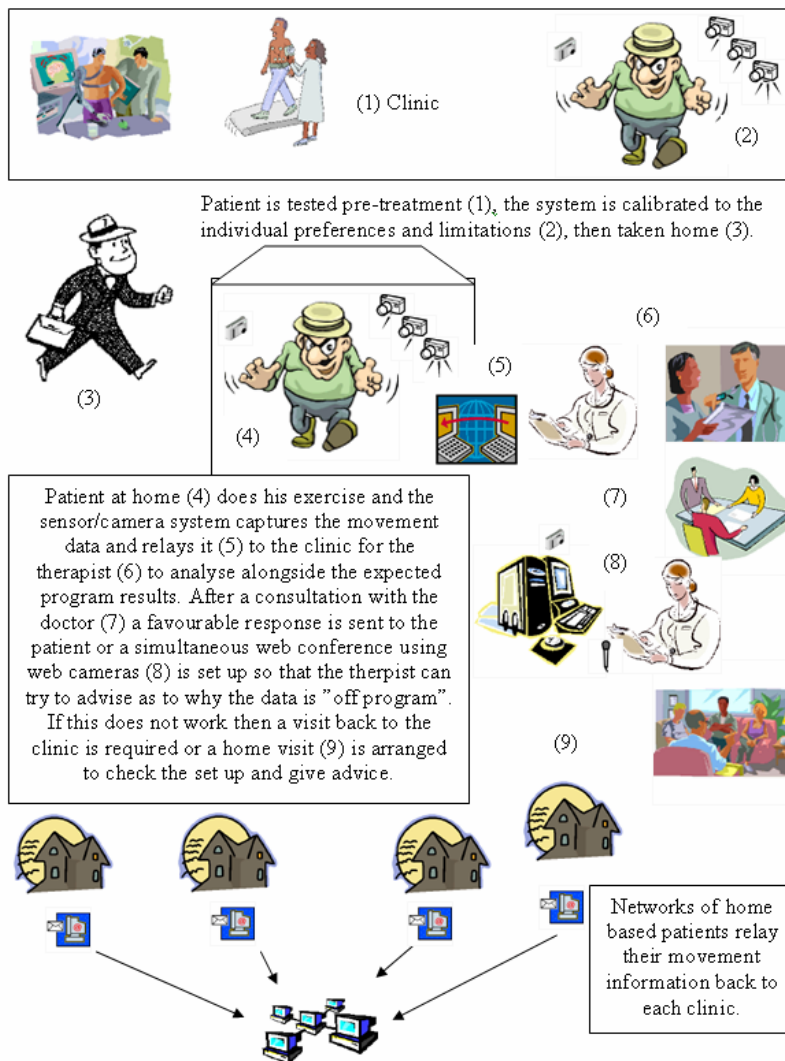 (1) Clinic
(2)
Patient is tested pre-treatment (1), the system is calibrated to the
individual preferences and limitations (2), then taken home (3).
(3)
(4)
(5)
(6)
Patient at home (4) does his exercise and the
sensor/camera system captures the movement
data and relays it (5) to the clinic for the
therapist (6) to analyse alongside the expected
program results. After a consultation with the
doctor (7) a favourable response is sent to the
patient or a simultaneous web conference using
web cameras (8) is set up so that the therpist can
try to advise as to why the data is ”off program”.
If this does not work then a visit back to the
clinic is required or a home visit (9) is arranged
to check the set up and give advice.
(7)
(8)
(9)
Networks of home
based patients relay
their movement
information back to
each clinic.